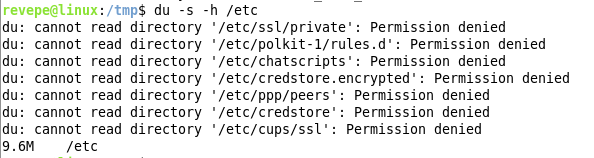 revepe@linux:/tmp$ du -s -h /etc
du: cannot read directory '/etc/ssl/private': Permission denied
du: cannot read directory '/etc/polkit-1/rules.d': Permission denied
du: cannot read directory '/etc/chatscripts': Permission denied
du: cannot read directory '/etc/credstore.encrypted': Permission denied
du: cannot read directory '/etc/ppp/peers': Permission denied
du: cannot read directory '/etc/credstore': Permission denied
du: cannot read directory '/etc/cups/ssl': Permission denied
9.6M    /etc